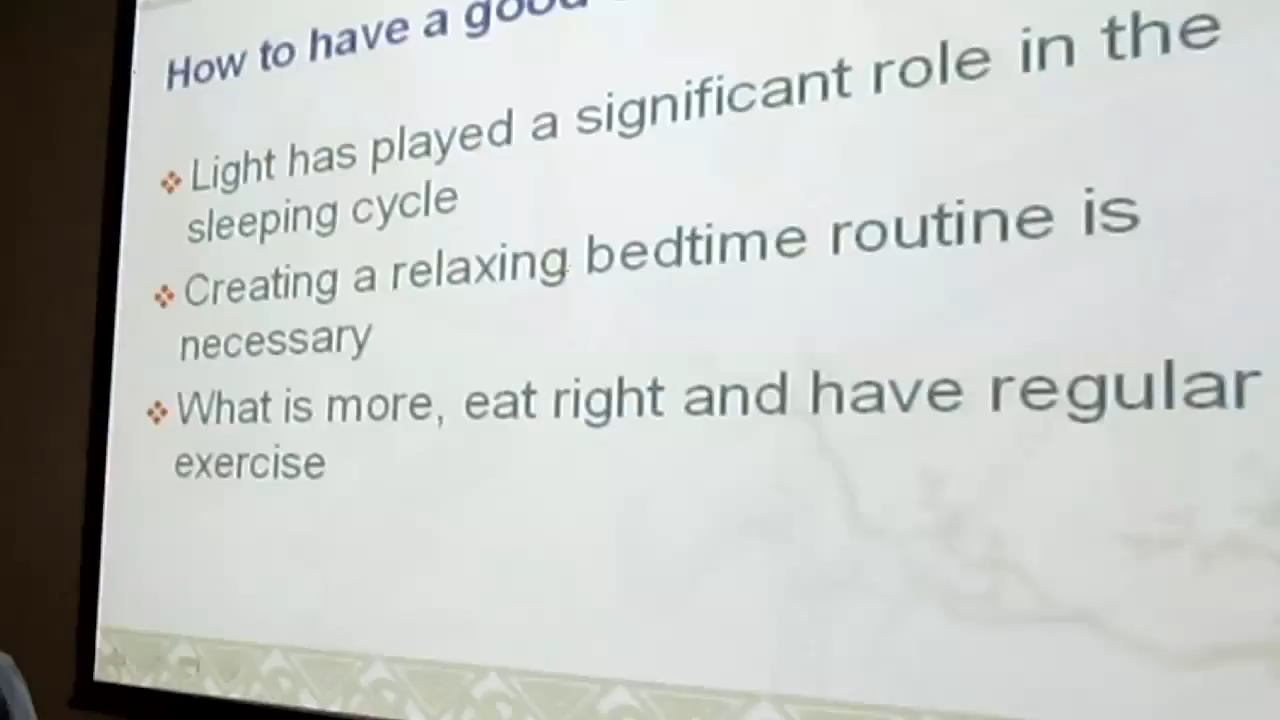 How to have a good
Light has played a significant role in the
sleeping cycle
Creating a relaxing bedtime routine is
necessary
What is more, eat right and have regular
exercise